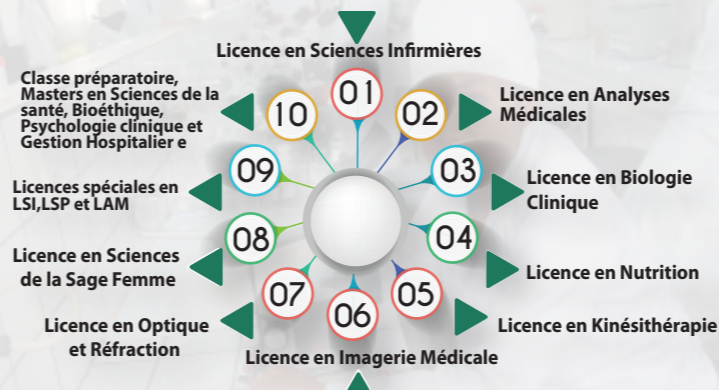 Licence en Sciences Infirmières
01
02
Licence en Analyses
Médicales
03
Licence en Biologie
Clinique
04
Licence en Nutrition
05
Licence en Kinésithérapie
06
Licence en Imagerie Médicale
07
Licence en Optique
et Réfraction
08
Licence en Sciences
de la Sage Femme
09
Licences spéciales en
LSI,LSP et LAM
10
Classe préparatoire,
Masters en Sciences de la
santé, Bioéthique,
Psychologie clinique et
Gestion Hospitalier e